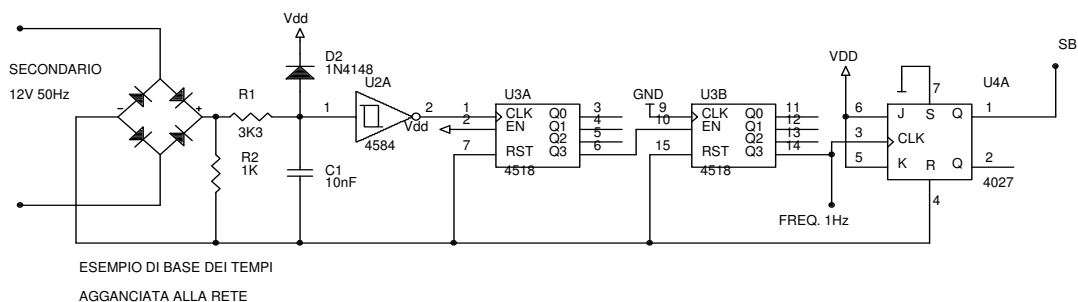 SECONDARIO
12V 50Hz
R1
3K3
R2
1K
Vdd
D2
1N4148
C1
10nF
U2A
1
2
4584
Vdd
U3A
1
2
7
CLK
EN
RST
Q0
Q1
Q2
Q3
3
4
5
6
4518
GND
U3B
9
10
15
CLK
EN
RST
Q0
Q1
Q2
Q3
11
12
13
14
4518
FREQ. 1Hz
VDD
U4A
7
6
3
5
J
CLK
K
S
R
Q
Q
1
2
4
4027
SB
ESEMPIO DI BASE DEI TEMPI
AGGANCIATA ALLA RETE